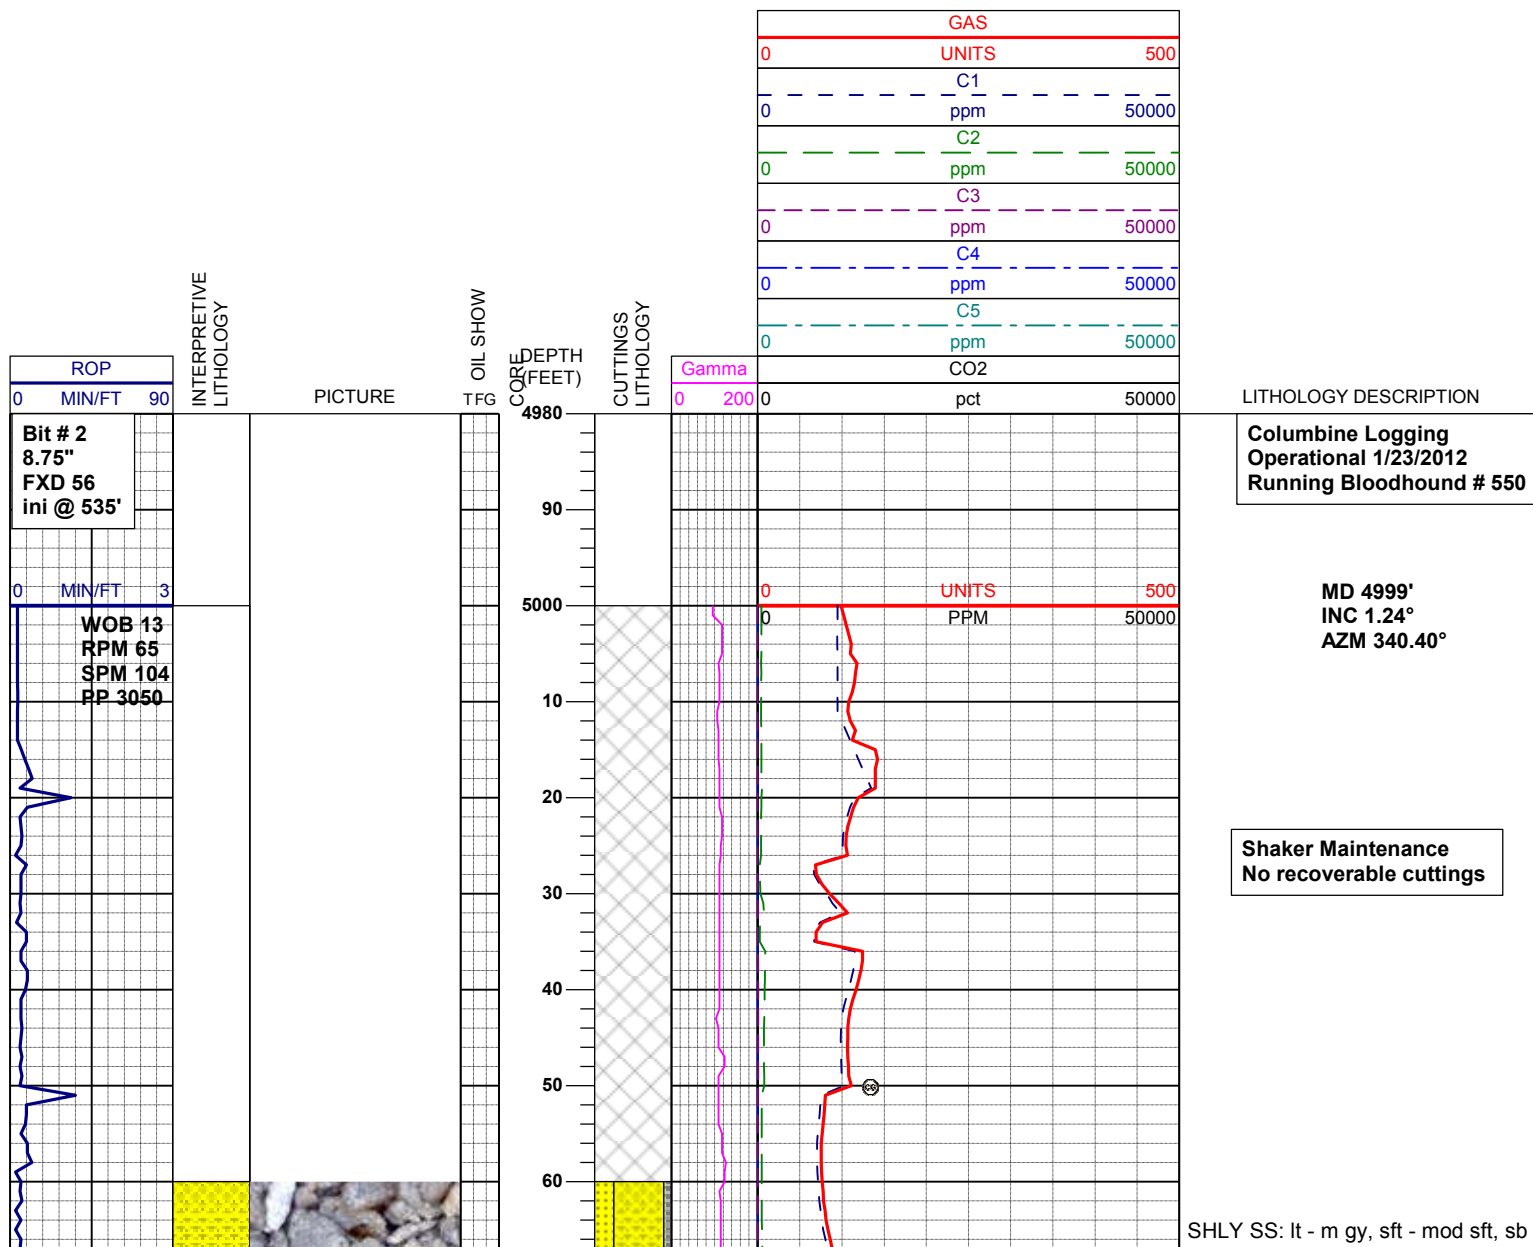 GAS
0 UNITS 500
C1
0 ppm 50000
C2
0 ppm 50000
C3
0 ppm 50000
C4
0 ppm 50000
C5
0 ppm 50000
ROP
0 MIN/FT 90
INTERPRETIVE
LITHOLOGY
PICTURE
OIL SHOW
T F G
CORE
DEPTH
(FEET)
CUTTINGS
LITHOLOGY
Gamma
0 200
CO2
0 pct 50000
LITHOLOGY DESCRIPTION
4980
Bit # 2
8.75"
FXD 56
ini @ 535'
Columbine Logging
Operational 1/23/2012
Running Bloodhound # 550
90
0 MIN/FT 3
0 UNITS 500
MD 4999'
INC 1.24°
AZM 340.40°
5000
0 PPM 50000
WOB 13
RPM 65
SPM 104
PP 3050
10
20
Shaker Maintenance
No recoverable cuttings
30
40
50
CG
60
SHLY SS: lt - m gy, sft - mod sft, sb